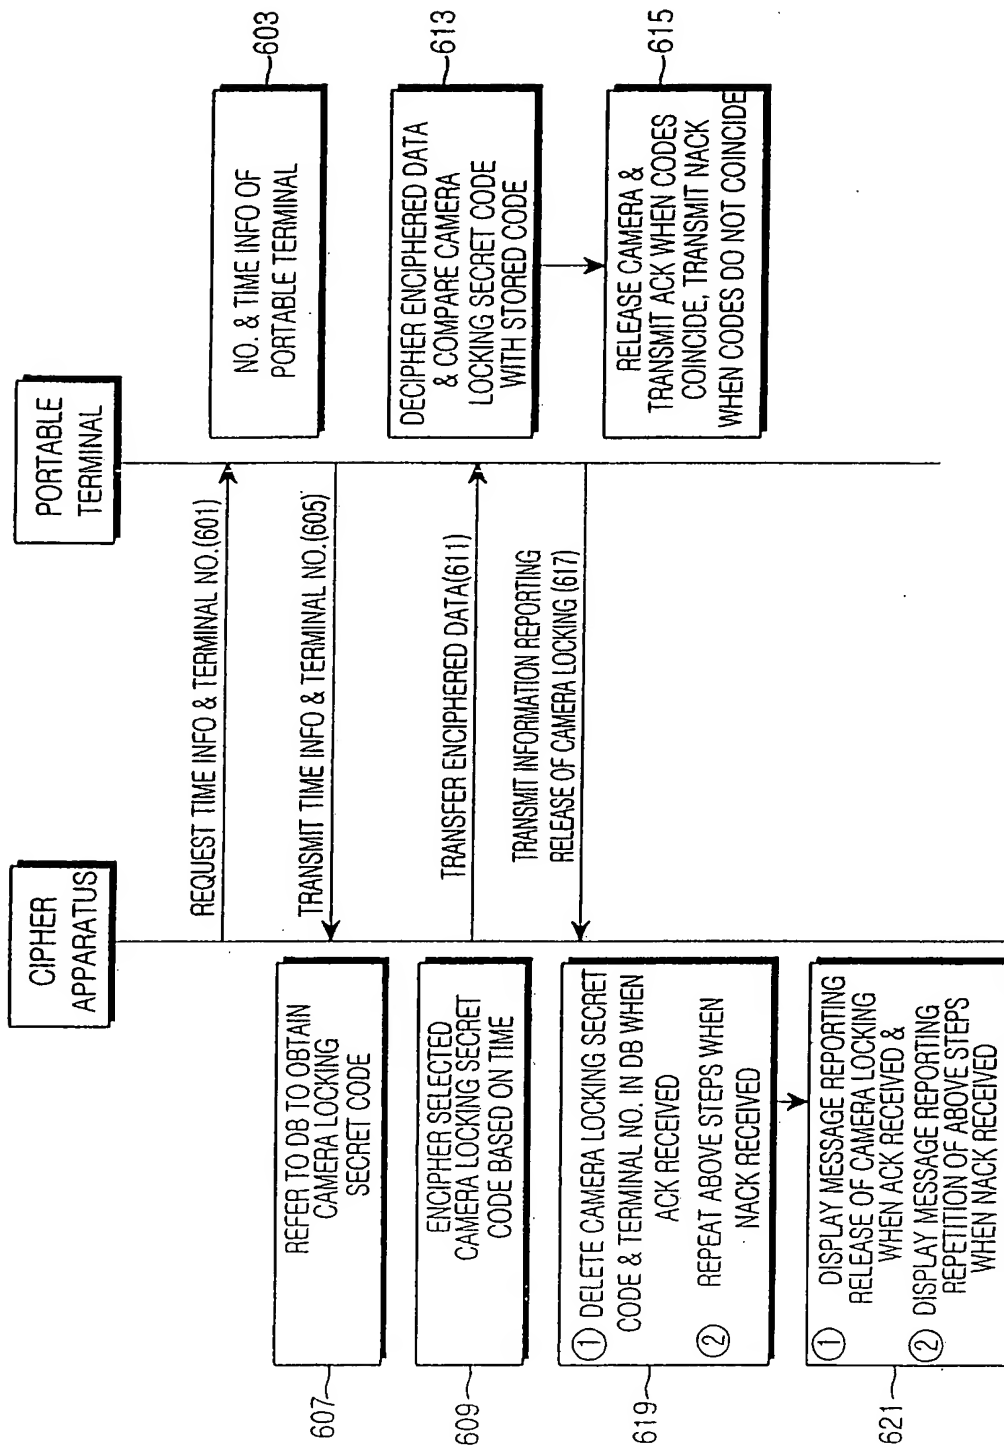 CIPHER
APPARATUS
PORTABLE
TERMINAL
REQUEST TIME INFO & TERMINAL NO.(601)
NO. & TIME INFO OF
PORTABLE TERMINAL
603
TRANSMIT TIME INFO & TERMINAL NO.(605)
607
REFER TO DB TO OBTAIN
CAMERA LOCKING
SECRET CODE
609
ENCIPHER SELECTED
CAMERA LOCKING SECRET
CODE BASED ON TIME
TRANSFER ENCIPHERED DATA(611)
DECIPHER ENCIPHERED DATA
& COMPARE CAMERA
LOCKING SECRET CODE
WITH STORED CODE
613
RELEASE CAMERA &
TRANSMIT ACK WHEN CODES
COINCIDE, TRANSMIT NACK
WHEN CODES DO NOT COINCIDE
615
TRANSMIT INFORMATION REPORTING
RELEASE OF CAMERA LOCKING (617)
619
① DELETE CAMERA LOCKING SECRET
CODE & TERMINAL NO. IN DB WHEN
ACK RECEIVED
② REPEAT ABOVE STEPS WHEN
NACK RECEIVED
621
① DISPLAY MESSAGE REPORTING
RELEASE OF CAMERA LOCKING
WHEN ACK RECEIVED &
② DISPLAY MESSAGE REPORTING
REPETITION OF ABOVE STEPS
WHEN NACK RECEIVED